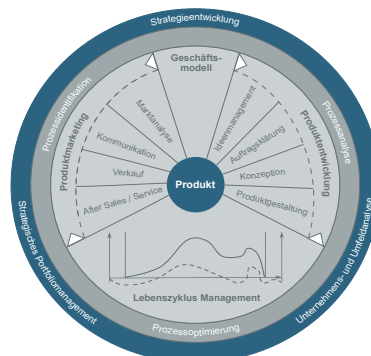 Strategieentwicklung
Prozessidentifikation
Prozessanalyse
Geschäfts-
modell
Produktmarketing
Marktanalyse
Kommunikation
Verkauf
After Sales / Service
Produkt
Ideenmanagement
Auftragsklärung
Konzeption
Produktgestaltung
Produktentwicklung
Lebenszyklus Management
Prozessoptimierung
Strategisches Portfoliomanagement
Unternehmens- und Umfeldanalyse